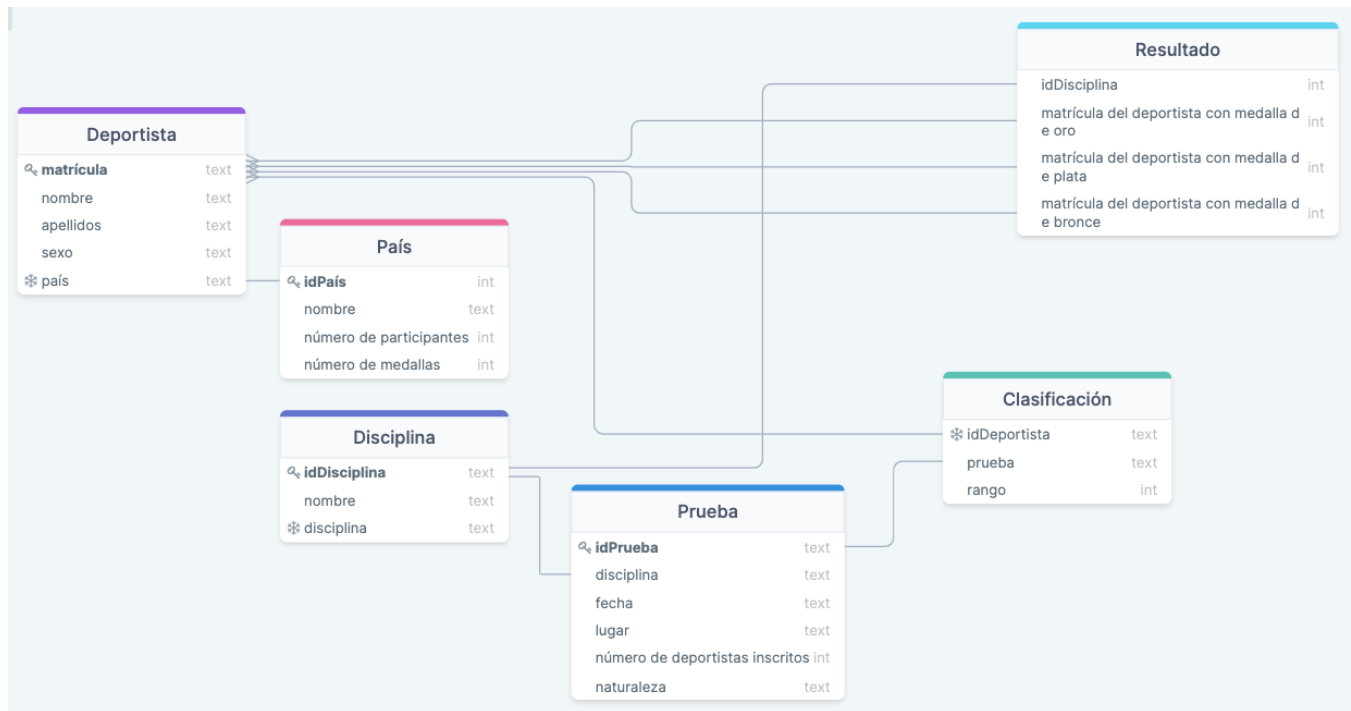 Deportista
matrícula text
nombre text
apellidos text
sexo text
país text
País
idPaís int
nombre text
número de participantes int
número de medallas int
Disciplina
idDisciplina text
nombre text
disciplina text
Prueba
idPrueba text
disciplina text
fecha text
lugar text
número de deportistas inscritos int
naturaleza text
Resultado
idDisciplina int
matrícula del deportista con medalla d
e oro int
matrícula del deportista con medalla d
e plata int
matrícula del deportista con medalla d
e bronce int
Clasificación
idDeportista text
prueba text
rango int